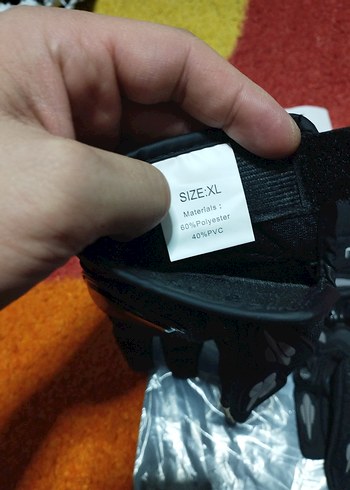 SIZE:XL
Materials :
60%Polyester
40%PVC